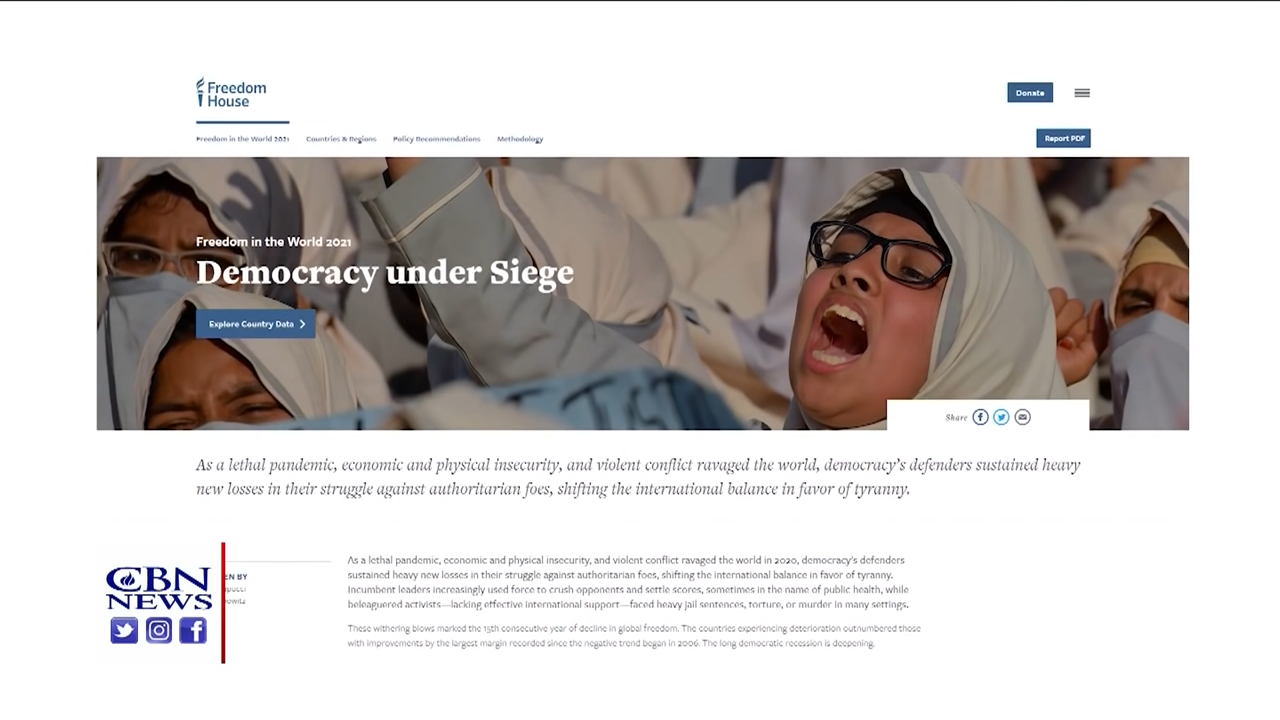 Freedom
House
Donate
Freedom in the World 2021 Countries & Regions Policy Recommendations Methodology
Report PDF
Freedom in the World 2021
Democracy under Siege
Explore Country Data
Share
As a lethal pandemic, economic and physical insecurity, and violent conflict ravaged the world, democracy's defenders sustained heavy
new losses in their struggle against authoritarian foes, shifting the international balance in favor of tyranny.
CBN
NEWS
EN BY
As a lethal pandemic, economic and physical insecurity, and violent conflict ravaged the world in 2020, democracy's defenders
sustained heavy new losses in their struggle against authoritarian foes, shifting the international balance in favor of tyranny.
Incumbent leaders increasingly used force to crush opponents and settle scores, sometimes in the name of public health, while
beleaguered activists—lacking effective international support—faced heavy jail sentences, torture, or murder in many settings.
These withering blows marked the 15th consecutive year of decline in global freedom. The countries experiencing deterioration outnumbered those
with improvements by the largest margin recorded since the negative trend began in 2006. The long democratic recession is deepening.